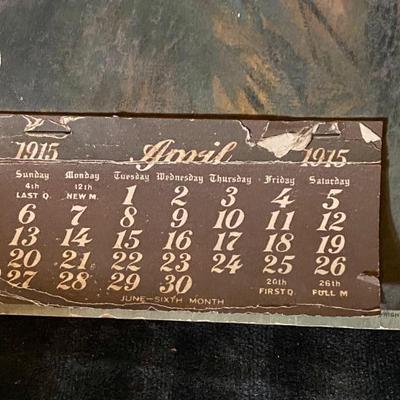 1915 April 1915
Sunday Monday Tuesday Wednesday Thursday Friday Saturday
4th 12th 1 2 3 4 5
LAST Q. NEW M.
6 7 8 9 10 11 12
13 14 15 16 17 18 19
20 21 22 23 24 25 26
27 28 29 30 20th 26th
FIRST Q. FULL M
JUNE—SIXTH MONTH